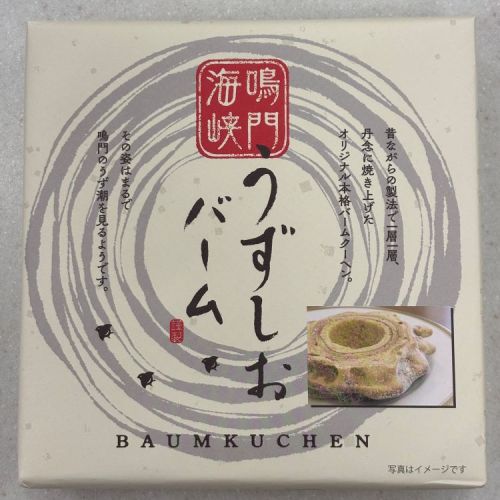 鳴門
海峡
昔ながらの製法で一層一層、
丹念に焼き上げた
オリジナル本格バームクーヘン。
うずしお
バーム
謹製
その姿はまるで
鳴門のうず潮を見るようです。
BAUMKUCHEN
写真はイメージです